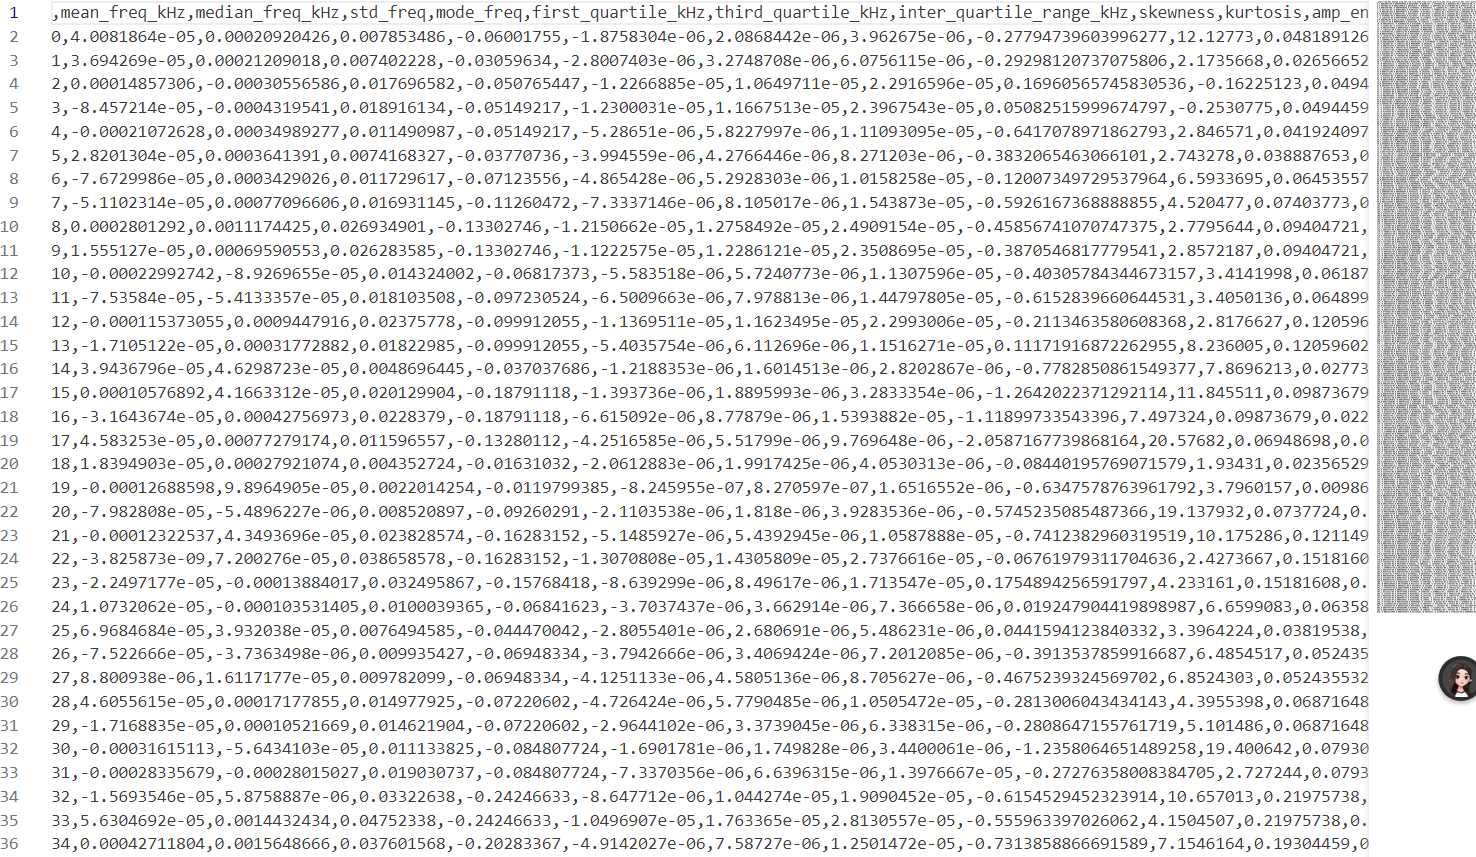 1 ,mean_freq_kHz,median_freq_kHz,std_freq,mode_freq,first_quartile_kHz,third_quartile_kHz,inter_quartile_range_kHz,skewness,kurtosis,amp_en
2 0,4.0081864e-05,0.00020920426,0.007853486,-0.06001755,-1.8758304e-06,2.0868442e-06,3.962675e-06,-0.27794739603996277,12.12773,0.048189126
3 1,3.694269e-05,0.00021209018,0.007402228,-0.03059634,-2.8007403e-06,3.2748708e-06,6.0756115e-06,-0.29298120737075806,2.1735668,0.02656652
4 2,0.00014857306,-0.00030556586,0.017696582,-0.050765447,-1.2266885e-05,1.0649711e-05,2.2916596e-05,0.16960565745830536,-0.16225123,0.0494
5 3,-8.457214e-05,-0.0004319541,0.018916134,-0.05149217,-1.2300031e-05,1.1667513e-05,2.3967543e-05,0.05082515999674797,-0.2530775,0.0494459
6 4,-0.00021072628,0.00034989277,0.011490987,-0.05149217,-5.28651e-06,5.8227997e-06,1.11093095e-05,-0.6417078971862793,2.846571,0.041924097
7 5,2.8201304e-05,0.0003641391,0.0074168327,-0.03770736,-3.994559e-06,4.2766446e-06,8.271203e-06,-0.3832065463066101,2.743278,0.038887653,0
8 6,-7.6729986e-05,0.0003429026,0.011729617,-0.07123556,-4.865428e-06,5.2928303e-06,1.0158258e-05,-0.12007349729537964,6.5933695,0.06453557
9 7,-5.1102314e-05,0.00077096606,0.016931145,-0.11260472,-7.3337146e-06,8.105017e-06,1.543873e-05,-0.5926167368888855,4.520477,0.07403773,0
10 8,0.0002801292,0.0011174425,0.026934901,-0.13302746,-1.2150662e-05,1.2758492e-05,2.4909154e-05,-0.45856741070747375,2.7795644,0.09404721,
11 9,1.555127e-05,0.00069590553,0.026283585,-0.13302746,-1.1222575e-05,1.2286121e-05,2.3508695e-05,-0.3870546817779541,2.8572187,0.09404721,
12 10,-0.00022992742,-8.9269655e-05,0.014324002,-0.06817373,-5.583518e-06,5.7240773e-06,1.1307596e-05,-0.40305784344673157,3.4141998,0.06187
13 11,-7.53584e-05,-5.4133357e-05,0.018103508,-0.097230524,-6.5009663e-06,7.978813e-06,1.44797805e-05,-0.6152839660644531,3.4050136,0.064899
14 12,-0.000115373055,0.0009447916,0.02375778,-0.099912055,-1.1369511e-05,1.1623495e-05,2.2993006e-05,-0.2113463580608368,2.8176627,0.120596
15 13,-1.7105122e-05,0.00031772882,0.01822985,-0.099912055,-5.4035754e-06,6.112696e-06,1.1516271e-05,0.11171916872262955,8.236005,0.12059602
16 14,3.9436796e-05,4.6298723e-05,0.0048696445,-0.037037686,-1.2188353e-06,1.6014513e-06,2.8202867e-06,-0.7782850861549377,7.8696213,0.02773
17 15,0.00010576892,4.1663312e-05,0.020129904,-0.18791118,-1.393736e-06,1.8895993e-06,3.2833354e-06,-1.2642022371292114,11.845511,0.09873679
18 16,-3.1643674e-05,0.00042756973,0.0228379,-0.18791118,-6.615092e-06,8.77879e-06,1.5393882e-05,-1.11899733543396,7.497324,0.09873679,0.022
19 17,4.583253e-05,0.00077279174,0.011596557,-0.13280112,-4.2516585e-06,5.51799e-06,9.769648e-06,-2.0587167739868164,20.57682,0.06948698,0.0
20 18,1.8394903e-05,0.00027921074,0.004352724,-0.01631032,-2.0612883e-06,1.9917425e-06,4.0530313e-06,-0.08440195769071579,1.93431,0.02356529
21 19,-0.00012688598,9.8964905e-05,0.0022014254,-0.0119799385,-8.245955e-07,8.270597e-07,1.6516552e-06,-0.6347578763961792,3.7960157,0.00986
22 20,-7.982808e-05,-5.4896227e-06,0.008520897,-0.09260291,-2.1103538e-06,1.818e-06,3.9283536e-06,-0.5745235085487366,19.137932,0.0737724,0.
23 21,-0.00012322537,4.3493696e-05,0.023828574,-0.16283152,-5.1485927e-06,5.4392945e-06,1.0587888e-05,-0.7412382960319519,10.175286,0.121149
24 22,-3.825873e-09,7.200276e-05,0.038658578,-0.16283152,-1.3070808e-05,1.4305809e-05,2.7376616e-05,-0.06761979311704636,2.4273667,0.1518160
25 23,-2.2497177e-05,-0.00013884017,0.032495867,-0.15768418,-8.639299e-06,8.49617e-06,1.713547e-05,0.1754894256591797,4.233161,0.15181608,0.
26 24,1.0732062e-05,-0.000103531405,0.0100039365,-0.06841623,-3.7037437e-06,3.662914e-06,7.366658e-06,0.019247904419898987,6.6599083,0.06358
27 25,6.9684684e-05,3.932038e-05,0.0076494585,-0.044470042,-2.8055401e-06,2.680691e-06,5.486231e-06,0.0441594123840332,3.3964224,0.03819538,
28 26,-7.522666e-05,-3.7363498e-06,0.009935427,-0.06948334,-3.7942666e-06,3.4069424e-06,7.2012085e-06,-0.3913537859916687,6.4854517,0.052435
29 27,8.800938e-06,1.6117177e-05,0.009782099,-0.06948334,-4.1251133e-06,4.5805136e-06,8.705627e-06,-0.4675239324569702,6.8524303,0.052435532
30 28,4.6055615e-05,0.00017177855,0.014977925,-0.07220602,-4.726424e-06,5.7790485e-06,1.0505472e-05,-0.2813006043434143,4.3955398,0.06871648
31 29,-1.7168835e-05,0.00010521669,0.014621904,-0.07220602,-2.9644102e-06,3.3739045e-06,6.338315e-06,-0.2808647155761719,5.101486,0.06871648
32 30,-0.00031615113,-5.6434103e-05,0.011133825,-0.084807724,-1.6901781e-06,1.749828e-06,3.4400061e-06,-1.2358064651489258,19.400642,0.07930
33 31,-0.00028335679,-0.00028015027,0.019030737,-0.084807724,-7.3370356e-06,6.6396315e-06,1.3976667e-05,-0.27276358008384705,2.727244,0.0793
34 32,-1.5693546e-05,5.8758887e-06,0.03322638,-0.24246633,-8.647712e-06,1.044274e-05,1.9090452e-05,-0.6154529452323914,10.657013,0.21975738,
35 33,5.6304692e-05,0.0014432434,0.04752338,-0.24246633,-1.0496907e-05,1.763365e-05,2.8130557e-05,-0.555963397026062,4.1504507,0.21975738,0.
36 34,0.00042711804,0.0015648666,0.037601568,-0.20283367,-4.9142027e-06,7.58727e-06,1.2501472e-05,-0.7313858866691589,7.1546164,0.19304459,0